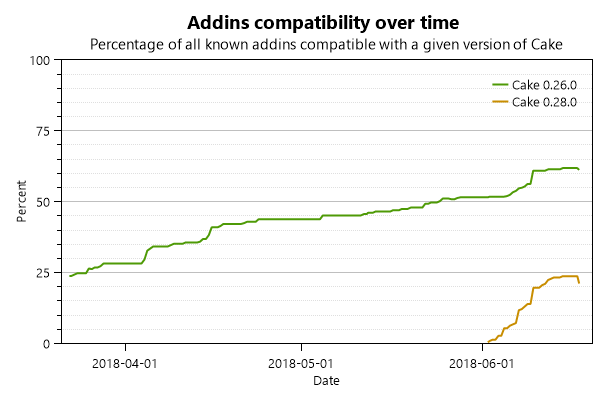 Addins compatibility over time
Percentage of all known addins compatible with a given version of Cake
100
Cake 0.26.0
Cake 0.28.0
75
Percent
50
25
0
2018-04-01
2018-05-01
2018-06-01
Date